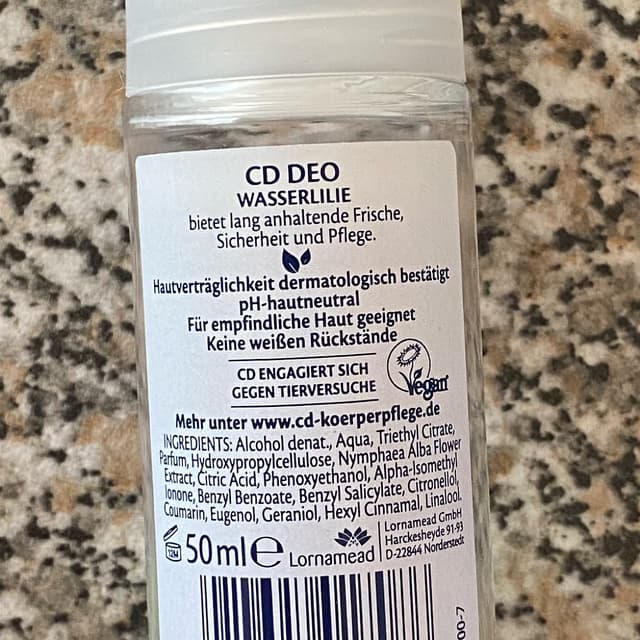 CD DEO
WASSERLILIE
bietet lang anhaltende Frische,
Sicherheit und Pflege.
Hautverträglichkeit dermatologisch bestätigt
pH-hautneutral
Für empfindliche Haut geeignet
Keine weißen Rückstände
CD ENGAGIERT SICH
GEGEN TIERVERSUCHE
Vegan
Mehr unter www.cd-koerperpflege.de
INGREDIENTS: Alcohol denat., Aqua, Triethyl Citrate,
Parfum, Hydroxypropylcellulose, Nymphaea Alba Flower
Extract, Citric Acid, Phenoxyethanol, Alpha-Isomethyl
Ionone, Benzyl Benzoate, Benzyl Salicylate, Citronellol,
Coumarin, Eugenol, Geraniol, Hexyl Cinnamal, Linalool.
12M
50ml℮
Lornamead
Lornamead GmbH
Harckesheyde 91-93
D-22844 Norderstedt
00-7